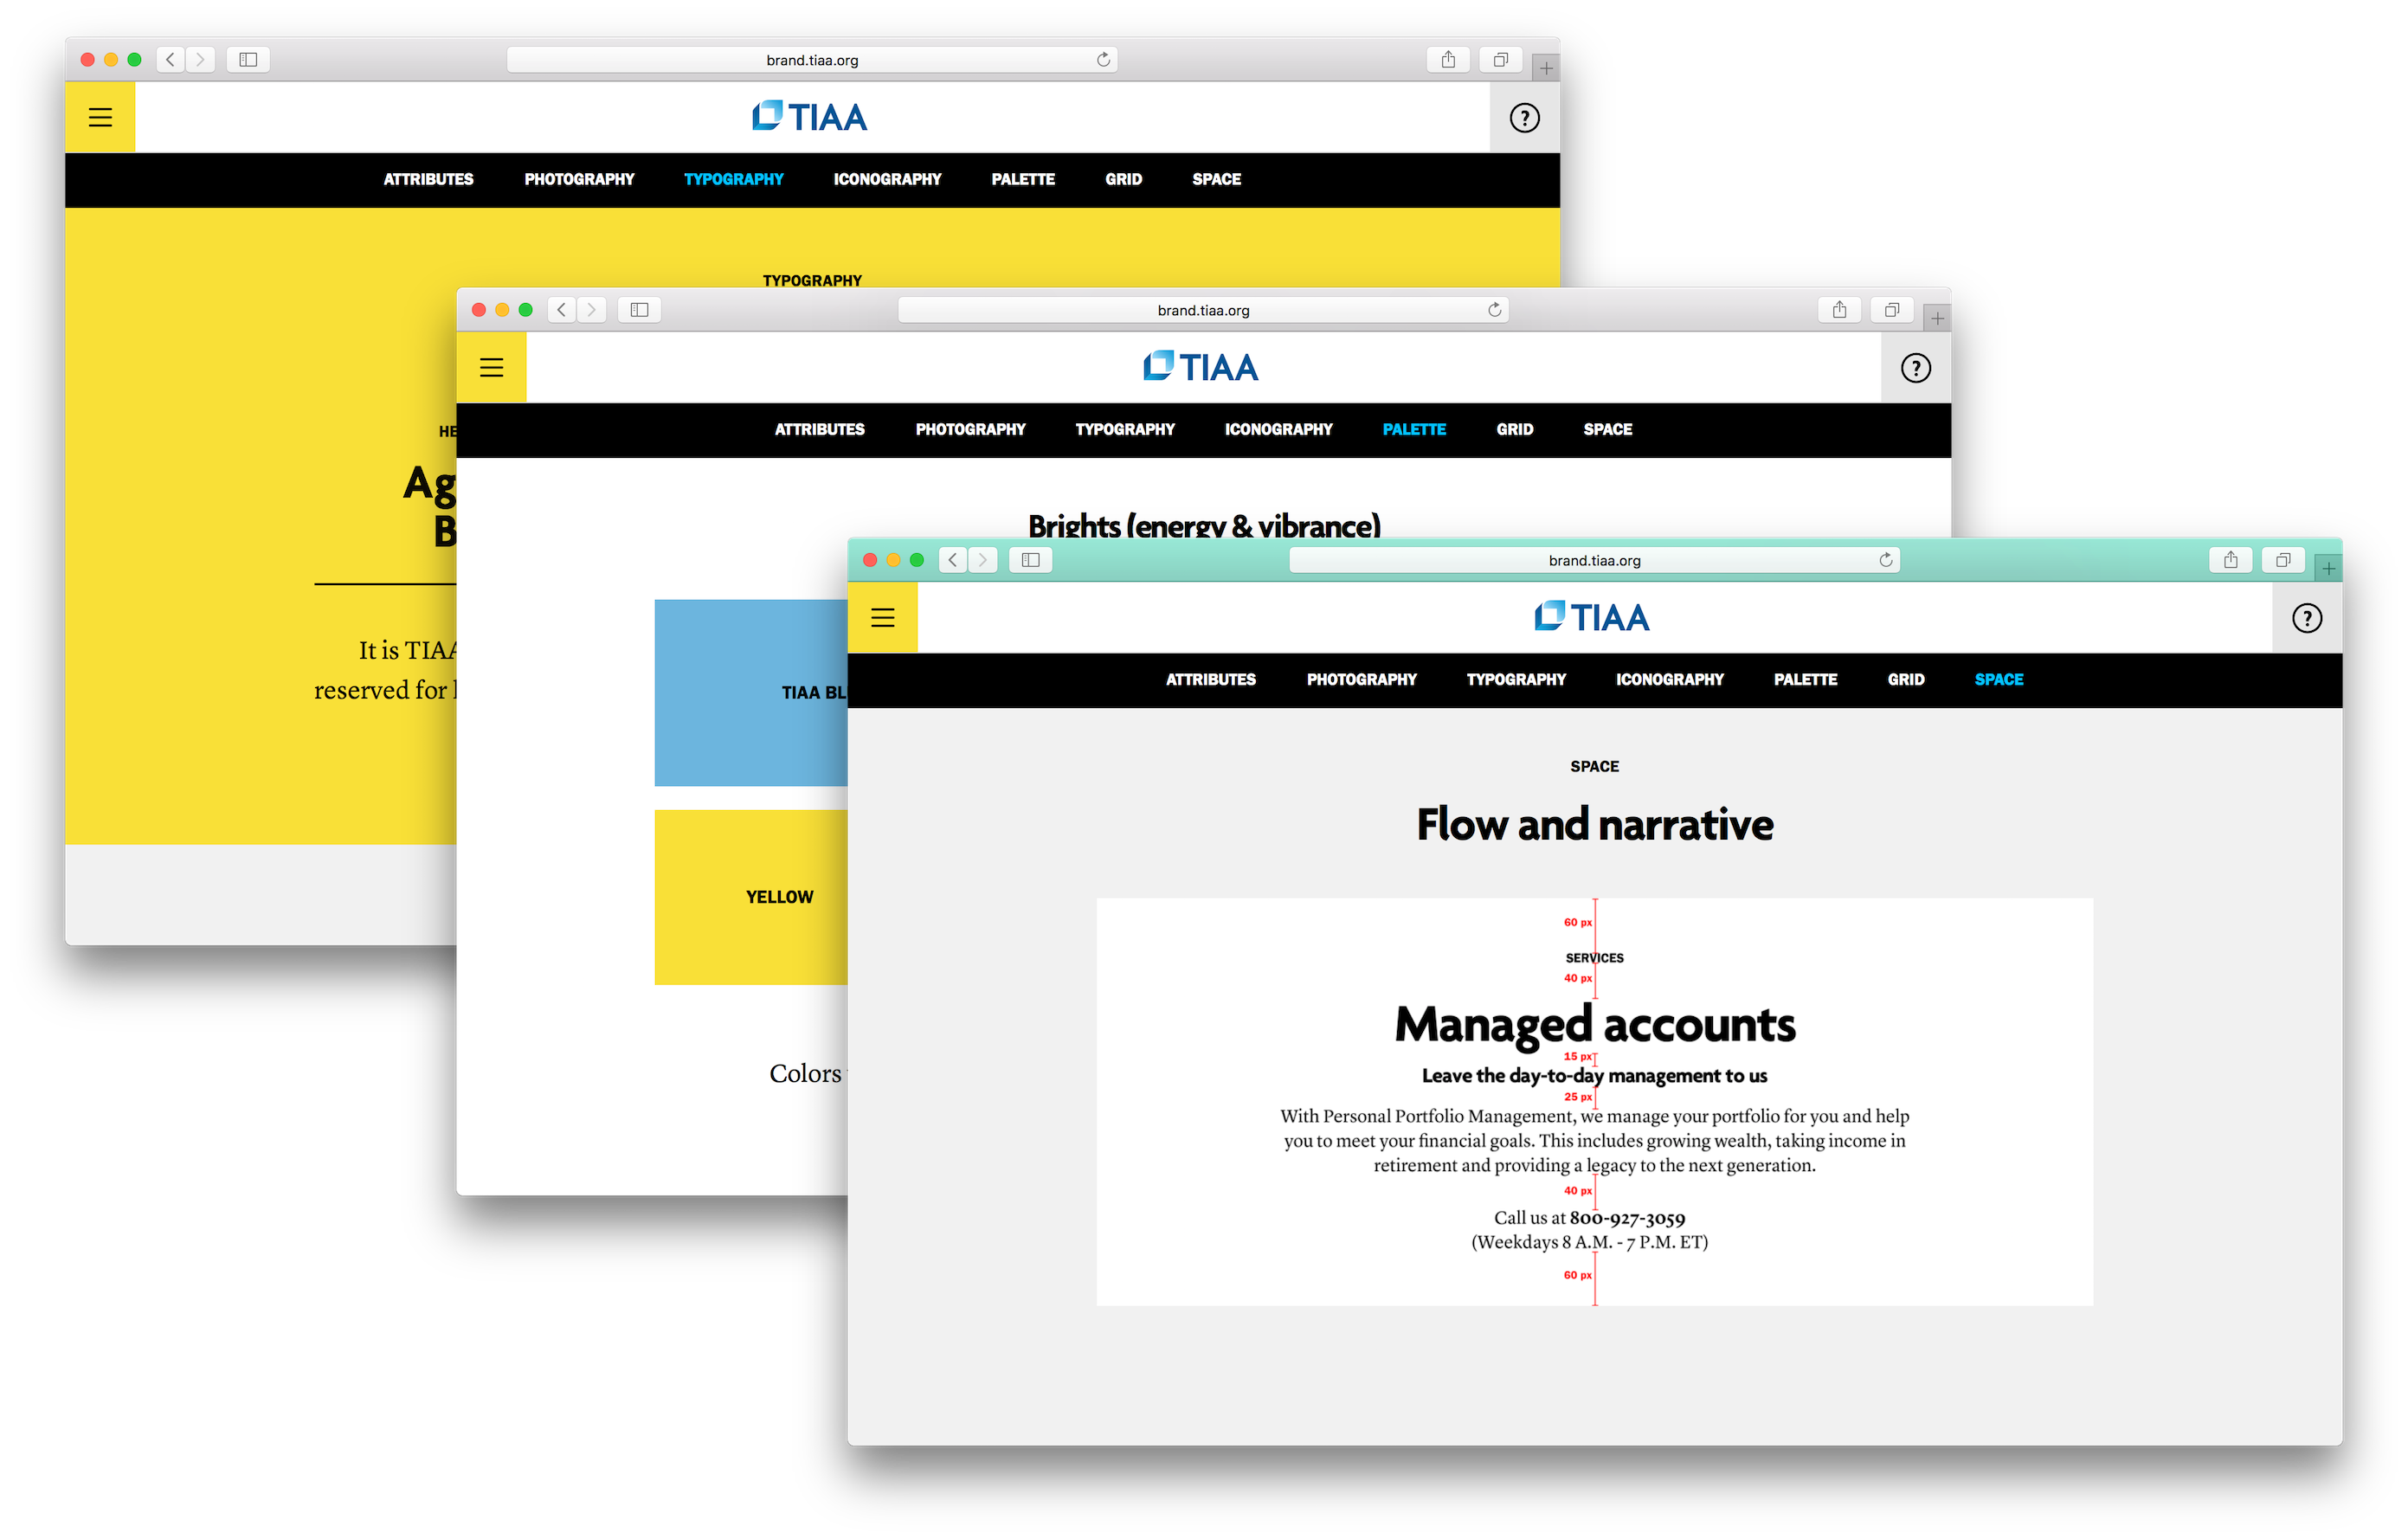 brand.tiaa.org
TIAA
?
ATTRIBUTES PHOTOGRAPHY TYPOGRAPHY ICONOGRAPHY PALETTE GRID SPACE
TYPOGRAPHY
It is TIAA
reserved for
brand.tiaa.org
TIAA
?
ATTRIBUTES PHOTOGRAPHY TYPOGRAPHY ICONOGRAPHY PALETTE GRID SPACE
Brights (energy & vibrance)
TIAA
YELLOW
Colors
brand.tiaa.org
TIAA
?
ATTRIBUTES PHOTOGRAPHY TYPOGRAPHY ICONOGRAPHY PALETTE GRID SPACE
SPACE
Flow and narrative
60 px
SERVICES
40 px
Managed accounts
15 px
Leave the day-to-day management to us
25 px
With Personal Portfolio Management, we manage your portfolio for you and help
you to meet your financial goals. This includes growing wealth, taking income in
retirement and providing a legacy to the next generation.
40 px
Call us at 800-927-3059
(Weekdays 8 A.M. - 7 P.M. ET)
60 px